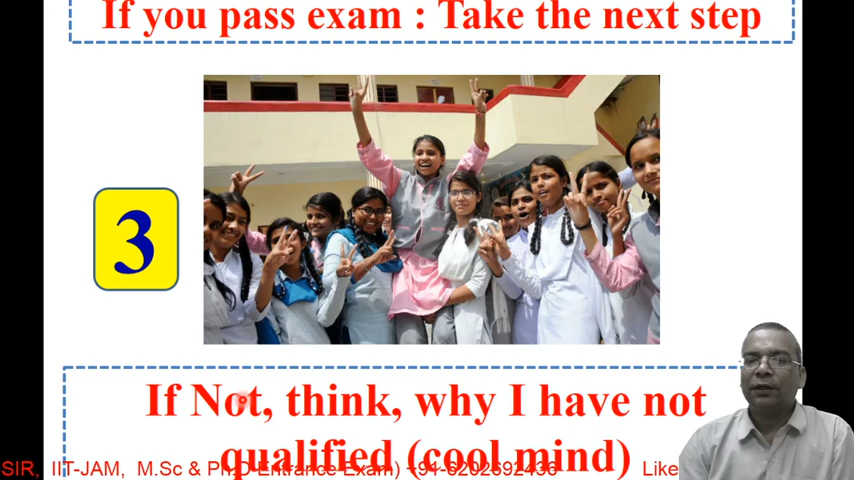 If you pass exam : Take the next step
3
If Not, think, why I have not
qualified (cool mind)
SIR, IIT-JAM, M.Sc & Ph.D Entrance Exam) +91-6202692436 Like